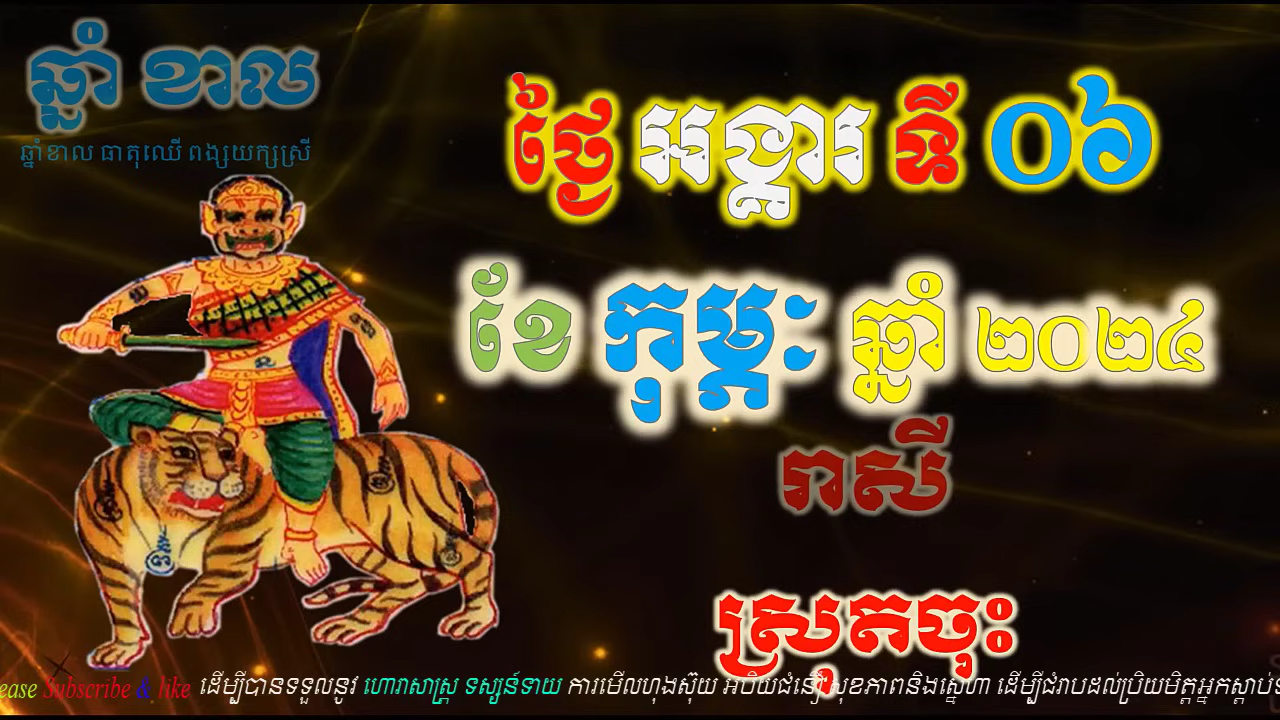 ឆ្នាំ ខាល
ឆ្នាំខាល ធាតុឈើ ពង្សយក្សស្រី
ថ្ងៃ អង្គារ ទី ០៦
ខែ កុម្ភៈ ឆ្នាំ ២០២៤
រាសី
ស្រុតចុះ
ease Subscribe & like ដើម្បីបានទទួលនូវ ហោរាសាស្ត្រ ទស្សន៍ទាយ ការមើលហុងស៊ុយ អប់យជំនឿ សុខភាពនិងស្នេហា ដើម្បីជំរាបដល់ប្រិយមិត្តអ្នកស្តាប់